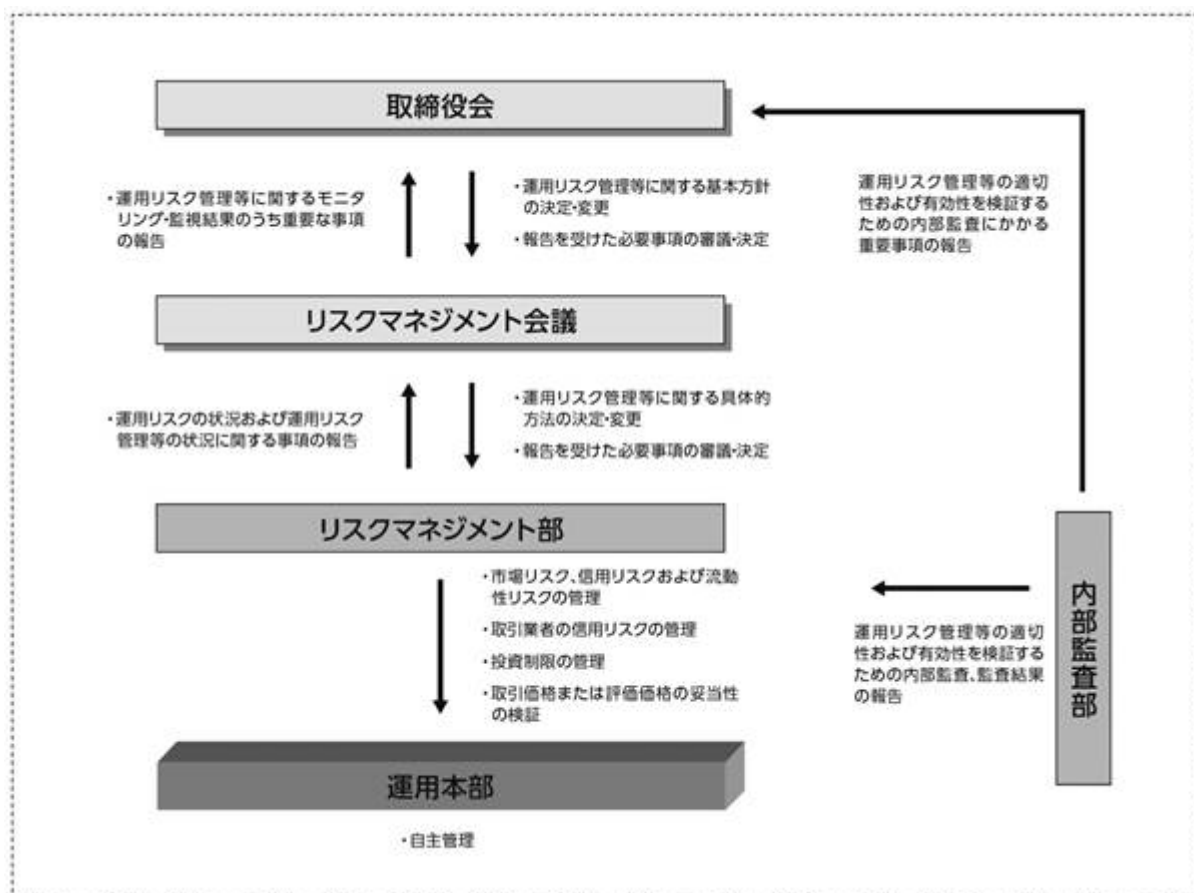 取締役会
・運用リスク管理等に関するモニタ
リング・監視結果のうち重要な事項
の報告
・運用リスク管理等に関する基本方針
の決定・変更
・報告を受けた必要事項の審議・決定
運用リスク管理等の適切
性および有効性を検証する
ための内部監査にかかる
重要事項の報告
リスクマネジメント会議
・運用リスクの状況および運用リスク
管理等の状況に関する事項の報告
・運用リスク管理等に関する具体的
方法の決定・変更
・報告を受けた必要事項の審議・決定
リスクマネジメント部
・市場リスク、信用リスクおよび流動
性リスクの管理
・取引業者の信用リスクの管理
・投資制限の管理
・取引価格または評価価格の妥当性
の検証
運用リスク管理等の適切
性および有効性を検証する
ための内部監査、監査結果
の報告
内部監査部
運用本部
・自主管理